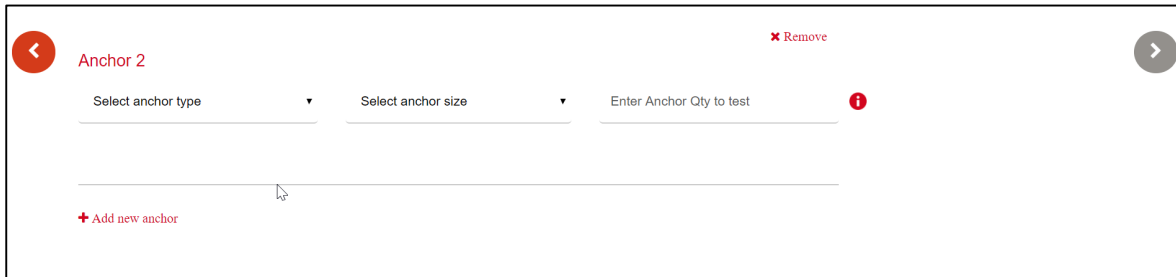 Remove
Anchor 2
Select anchor type
Select anchor size
Enter Anchor Qty to test
Add new anchor